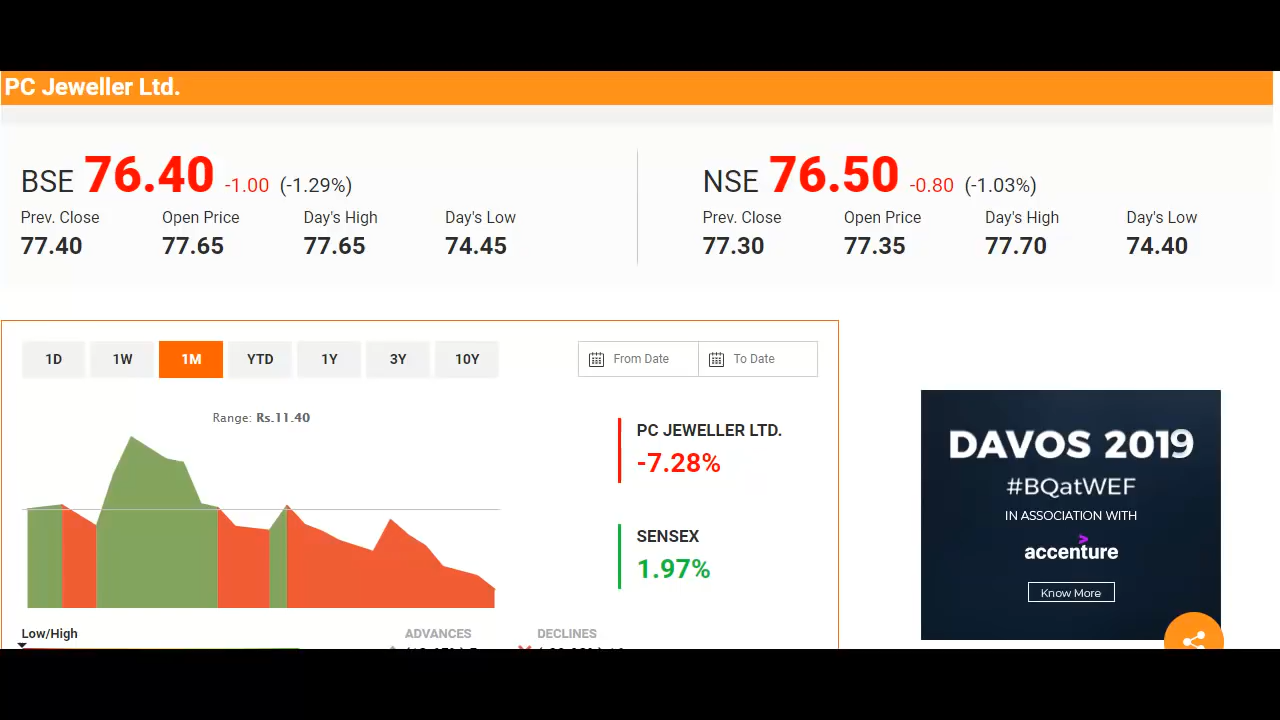 PC Jeweller Ltd.
BSE 76.40 -1.00 (-1.29%)
Prev. Close Open Price Day's High Day's Low
77.40 77.65 77.65 74.45
NSE 76.50 -0.80 (-1.03%)
Prev. Close Open Price Day's High Day's Low
77.30 77.35 77.70 74.40
1D 1W 1M YTD 1Y 3Y 10Y
From Date To Date
Range: Rs.11.40
PC JEWELLER LTD.
-7.28%
SENSEX
1.97%
Low/High
ADVANCES DECLINES
DAVOS 2019
#BQatWEF
IN ASSOCIATION WITH
accenture
Know More